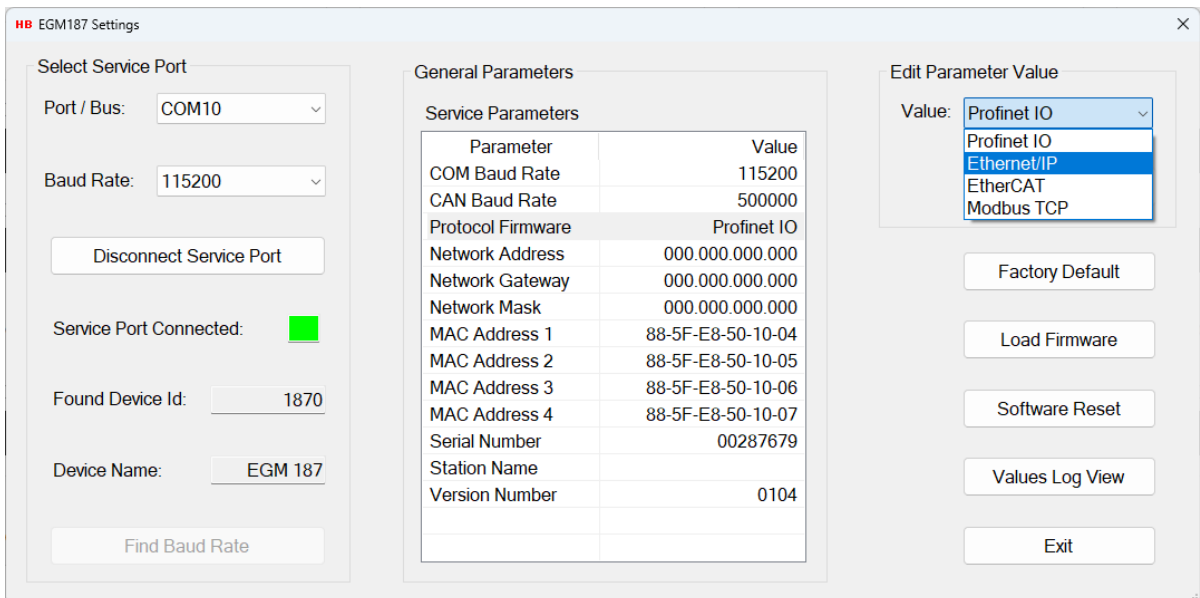 HB EGM187 Settings
Select Service Port
Port / Bus: COM10
Baud Rate: 115200
Disconnect Service Port
Service Port Connected:
Found Device Id: 1870
Device Name: EGM 187
Find Baud Rate
General Parameters
Service Parameters
Parameter Value
COM Baud Rate 115200
CAN Baud Rate 500000
Protocol Firmware Profinet IO
Network Address 000.000.000.000
Network Gateway 000.000.000.000
Network Mask 000.000.000.000
MAC Address 1 88-5F-E8-50-10-04
MAC Address 2 88-5F-E8-50-10-05
MAC Address 3 88-5F-E8-50-10-06
MAC Address 4 88-5F-E8-50-10-07
Serial Number 00287679
Station Name
Version Number 0104
Edit Parameter Value
Value: Profinet IO
Profinet IO
Ethernet/IP
EtherCAT
Modbus TCP
Factory Default
Load Firmware
Software Reset
Values Log View
Exit